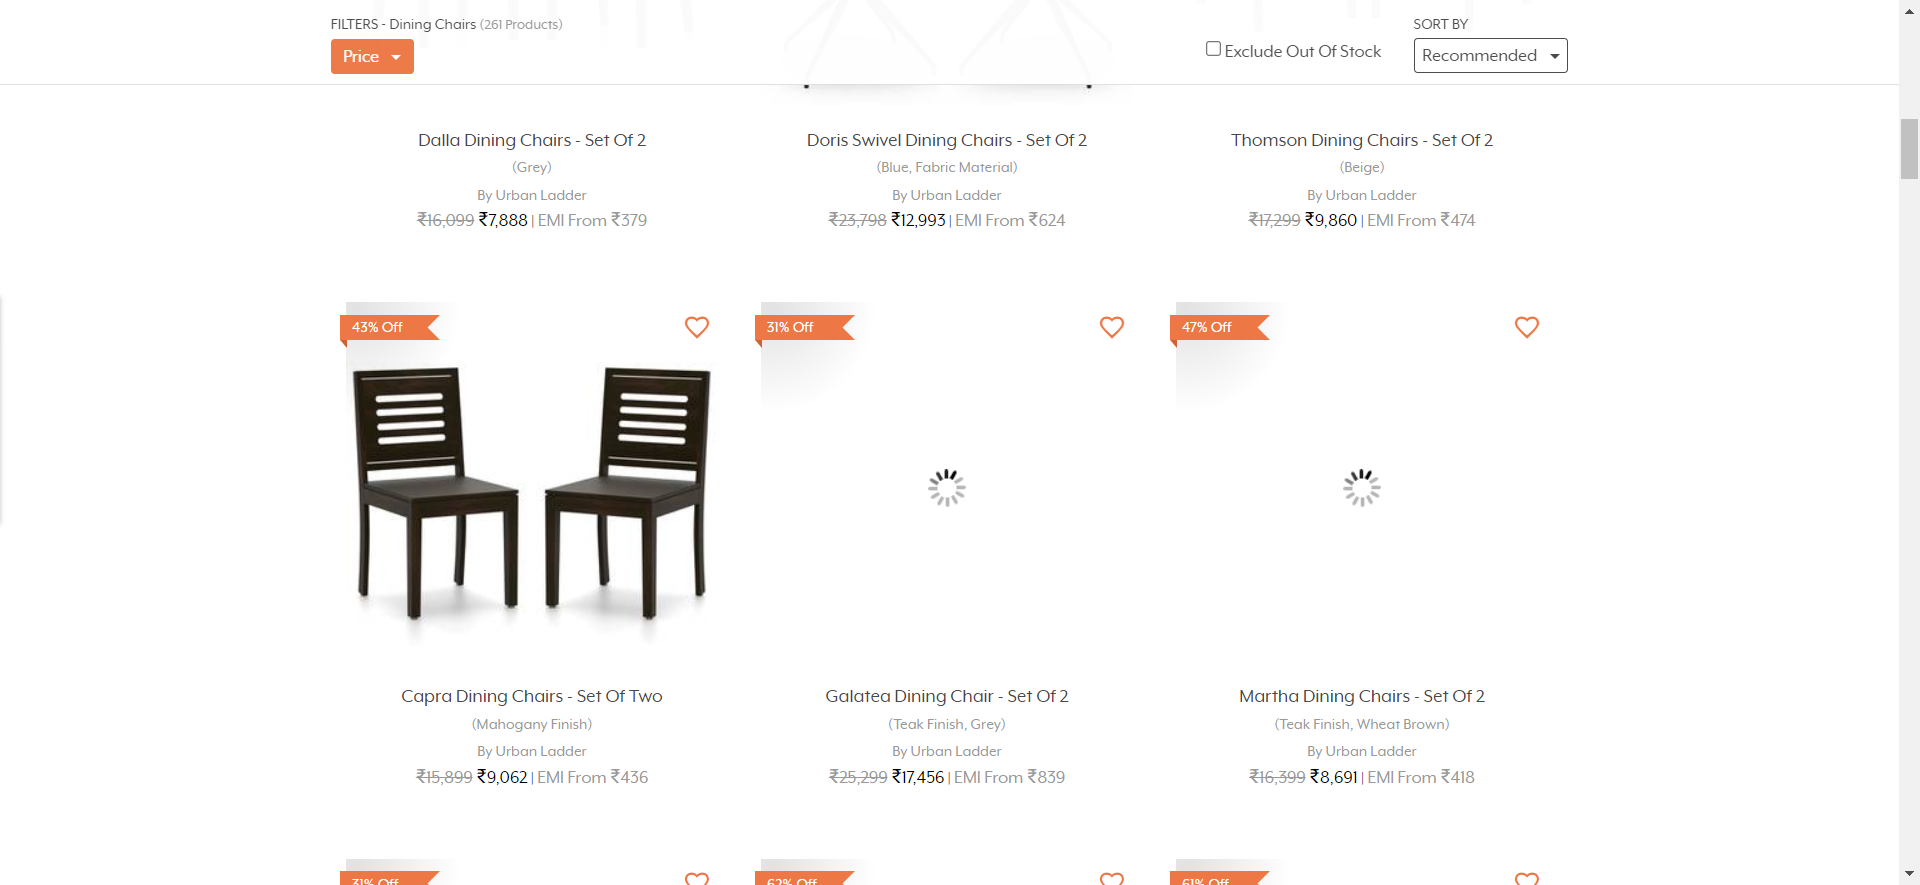 FILTERS - Dining Chairs (261 Products)
Price
Exclude Out Of Stock
SORT BY
Recommended
Dalla Dining Chairs - Set Of 2
(Grey)
By Urban Ladder
₹16,099 ₹7,888 | EMI From ₹379
Doris Swivel Dining Chairs - Set Of 2
(Blue, Fabric Material)
By Urban Ladder
₹23,798 ₹12,993 | EMI From ₹624
Thomson Dining Chairs - Set Of 2
(Beige)
By Urban Ladder
₹17,299 ₹9,860 | EMI From ₹474
43% Off
31% Off
47% Off
Capra Dining Chairs - Set Of Two
(Mahogany Finish)
By Urban Ladder
₹15,899 ₹9,062 | EMI From ₹436
Galatea Dining Chair - Set Of 2
(Teak Finish, Grey)
By Urban Ladder
₹25,299 ₹17,456 | EMI From ₹839
Martha Dining Chairs - Set Of 2
(Teak Finish, Wheat Brown)
By Urban Ladder
₹16,399 ₹8,691 | EMI From ₹418
31% Off
62% Off
61% Off